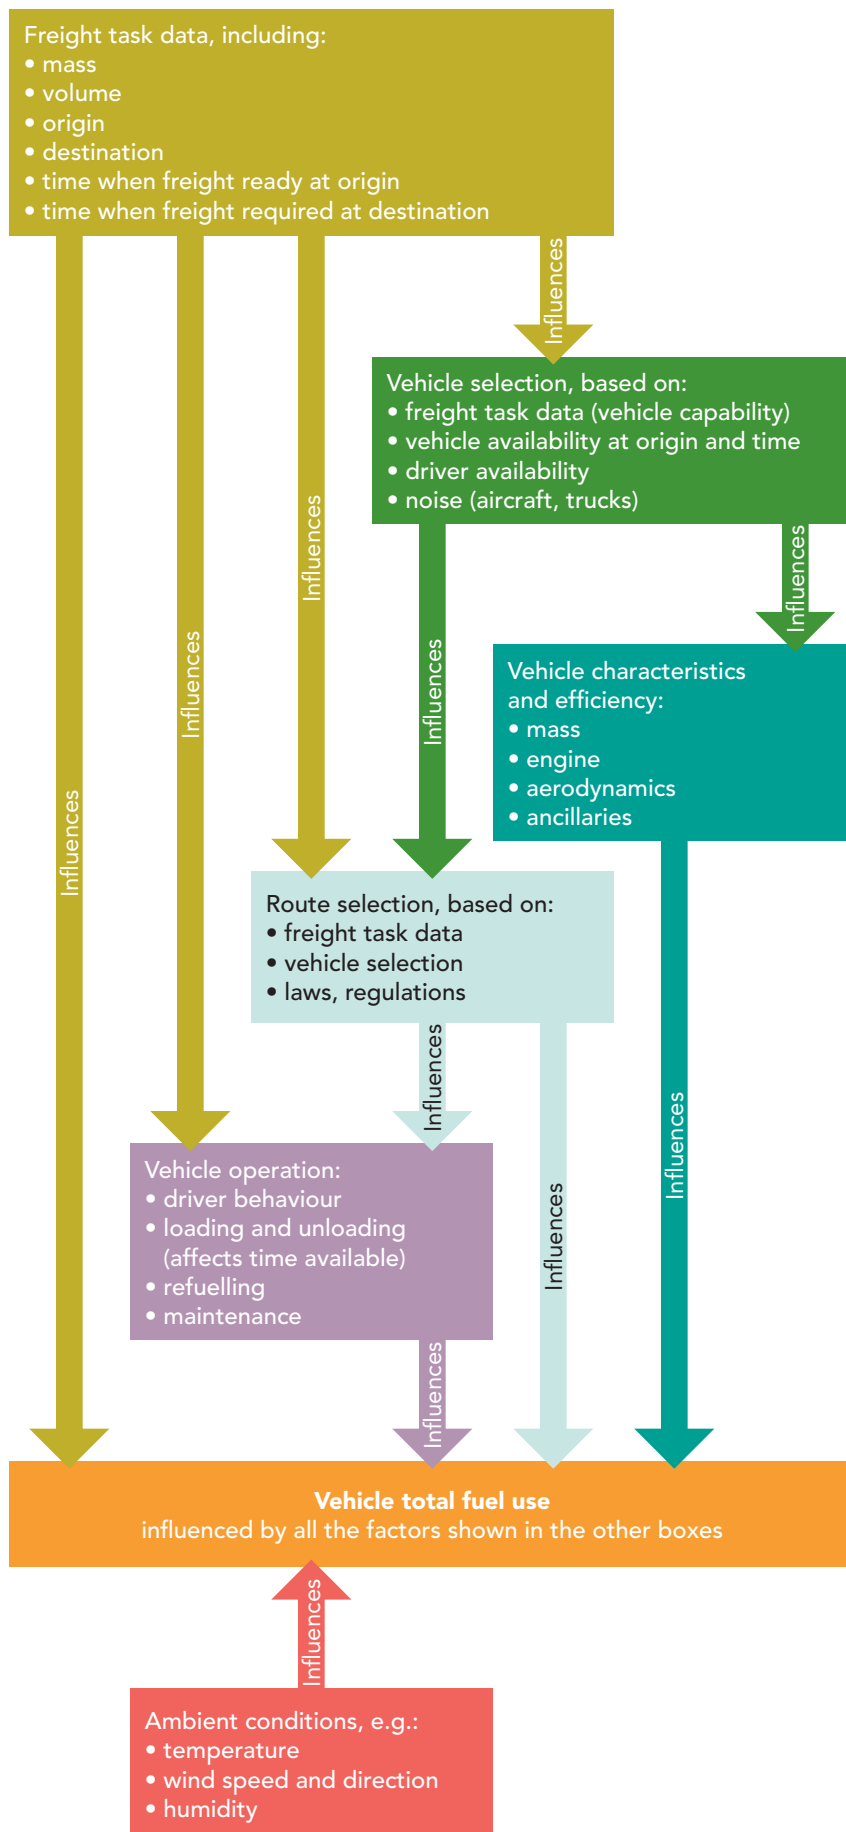 Freight task data, including:
• mass
• volume
• origin
• destination
• time when freight ready at origin
• time when freight required at destination
Influences
Vehicle selection, based on:
• freight task data (vehicle capability)
• vehicle availability at origin and time
• driver availability
• noise (aircraft, trucks)
Influences
Influences
Influences
Influences
Vehicle characteristics
and efficiency:
• mass
• engine
• aerodynamics
• ancillaries
Influences
Route selection, based on:
• freight task data
• vehicle selection
• laws, regulations
Influences
Influences
Influences
Vehicle operation:
• driver behaviour
• loading and unloading
(affects time available)
• refuelling
• maintenance
Influences
Vehicle total fuel use
influenced by all the factors shown in the other boxes
Influences
Ambient conditions, e.g.:
• temperature
• wind speed and direction
• humidity